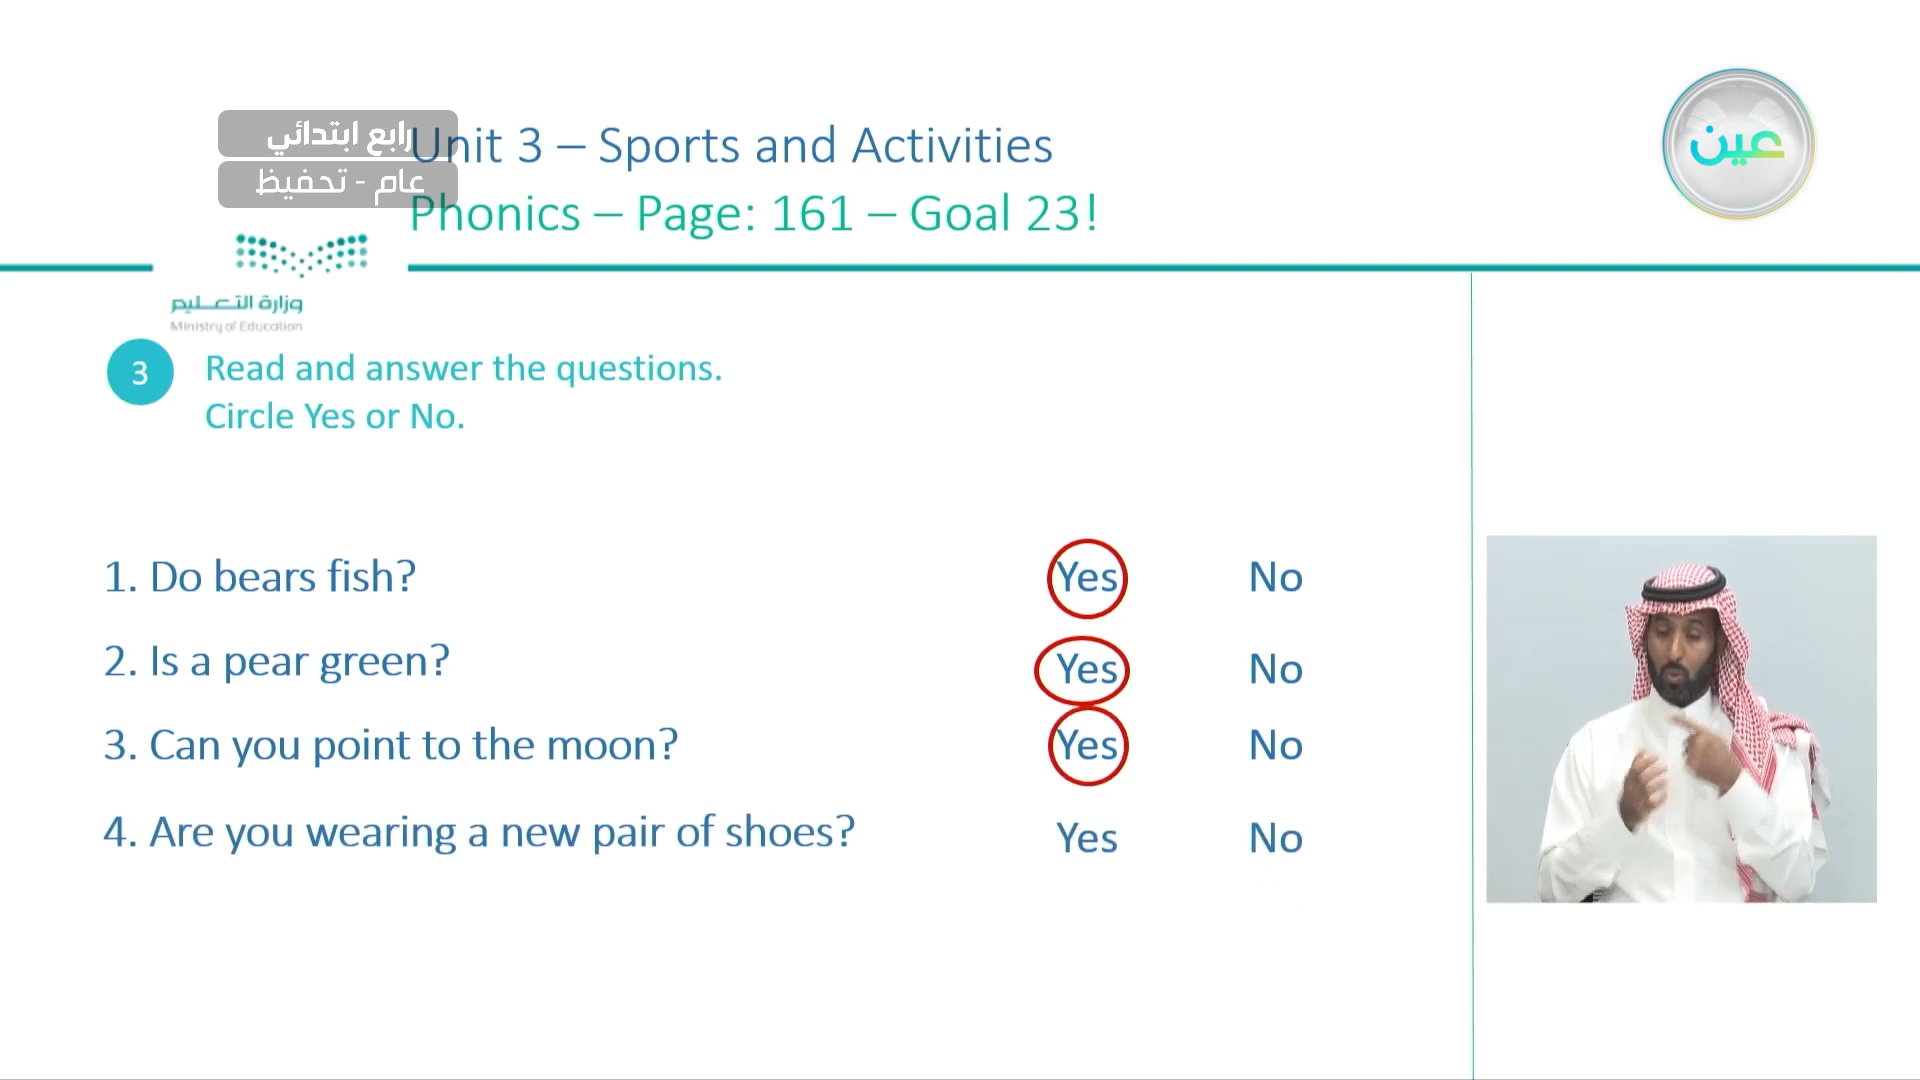 رابع ابتدائي
عام - تحفيظ
Unit 3 – Sports and Activities
Phonics – Page: 161 – Goal 23!
عين
وزارة التعليم
Ministry of Education
3
Read and answer the questions.
Circle Yes or No.
1. Do bears fish? Yes No
2. Is a pear green? Yes No
3. Can you point to the moon? Yes No
4. Are you wearing a new pair of shoes? Yes No